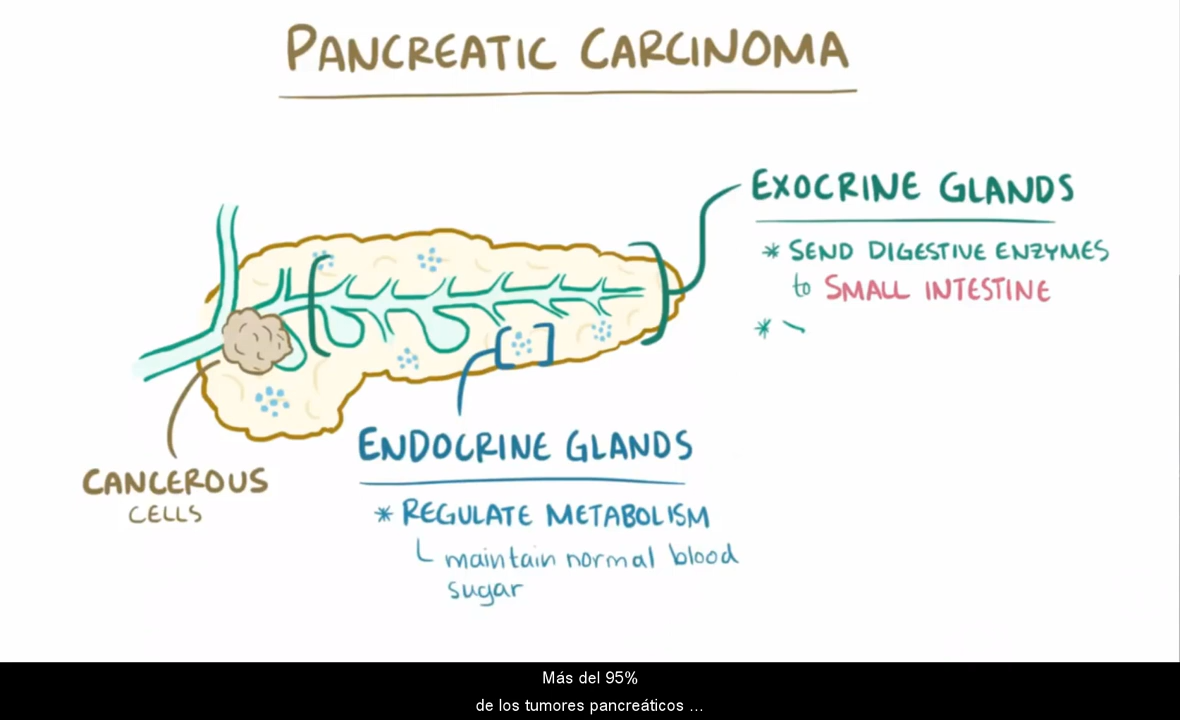 PANCREATIC CARCINOMA
EXOCRINE GLANDS
* SEND DIGESTIVE ENZYMES
to SMALL INTESTINE
*
ENDOCRINE GLANDS
* REGULATE METABOLISM
└ maintain normal blood
sugar
CANCEROUS
CELLS
Más del 95%
de los tumores pancreáticos ...